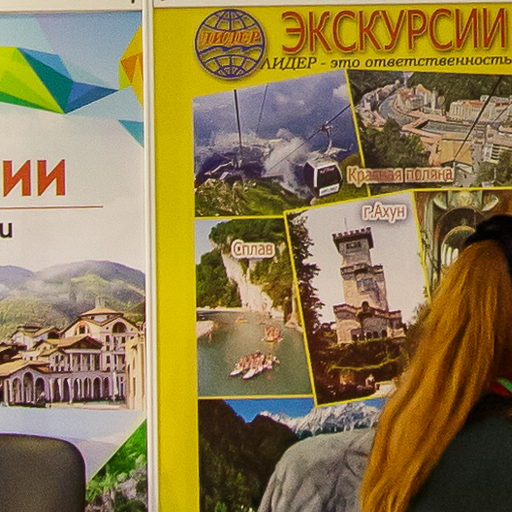 ии
и
ЛИДЕР
ЭКСКУРСИИ
ЛИДЕР - это ответственность
Красная поляна
г.Ахун
Сплав